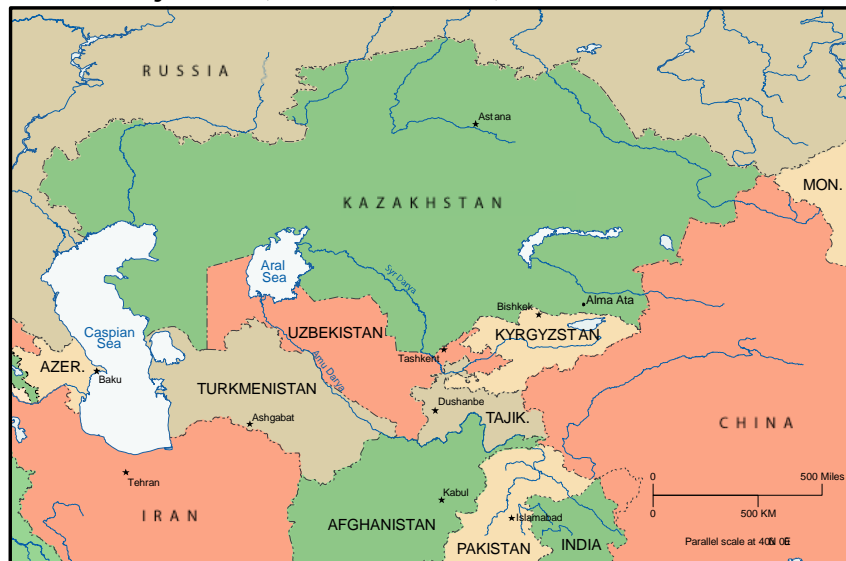 RUSSIA
Astana
MON.
KAZAKHSTAN
Aral
Sea
Syr Darya
Alma Ata
Bishkek
Caspian
Sea
UZBEKISTAN
KYRGYZSTAN
Tashkent
Amu Darya
AZER.
Baku
TURKMENISTAN
Dushanbe
TAJIK.
Ashgabat
CHINA
Tehran
0
500 Miles
Kabul
0
500 KM
IRAN
AFGHANISTAN
Islamabad
PAKISTAN
INDIA
Parallel scale at 40